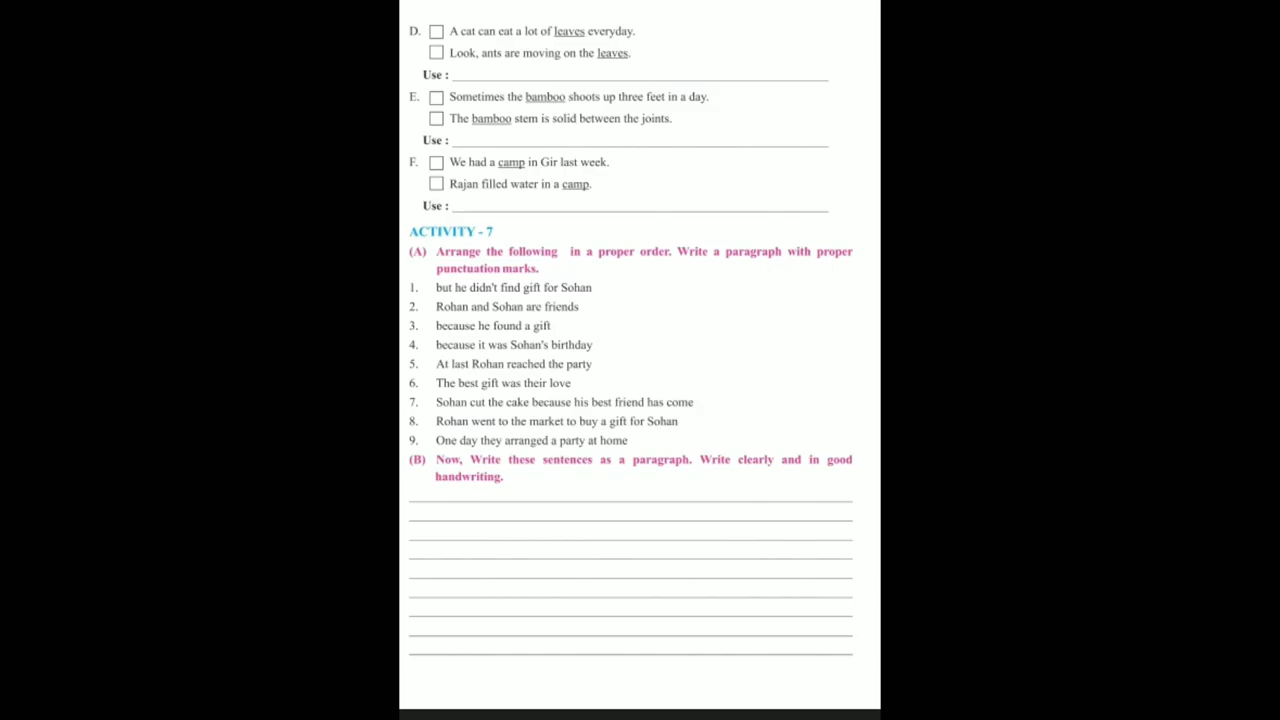 D. A cat can eat a lot of leaves everyday.
Look, ants are moving on the leaves.
Use :
E. Sometimes the bamboo shoots up three feet in a day.
The bamboo stem is solid between the joints.
Use :
F. We had a camp in Gir last week.
Rajan filled water in a camp.
Use :
ACTIVITY - 7
(A) Arrange the following in a proper order. Write a paragraph with proper
punctuation marks.
1. but he didn't find gift for Sohan
2. Rohan and Sohan are friends
3. because he found a gift
4. because it was Sohan's birthday
5. At last Rohan reached the party
6. The best gift was their love
7. Sohan cut the cake because his best friend has come
8. Rohan went to the market to buy a gift for Sohan
9. One day they arranged a party at home
(B) Now, Write these sentences as a paragraph. Write clearly and in good
handwriting.